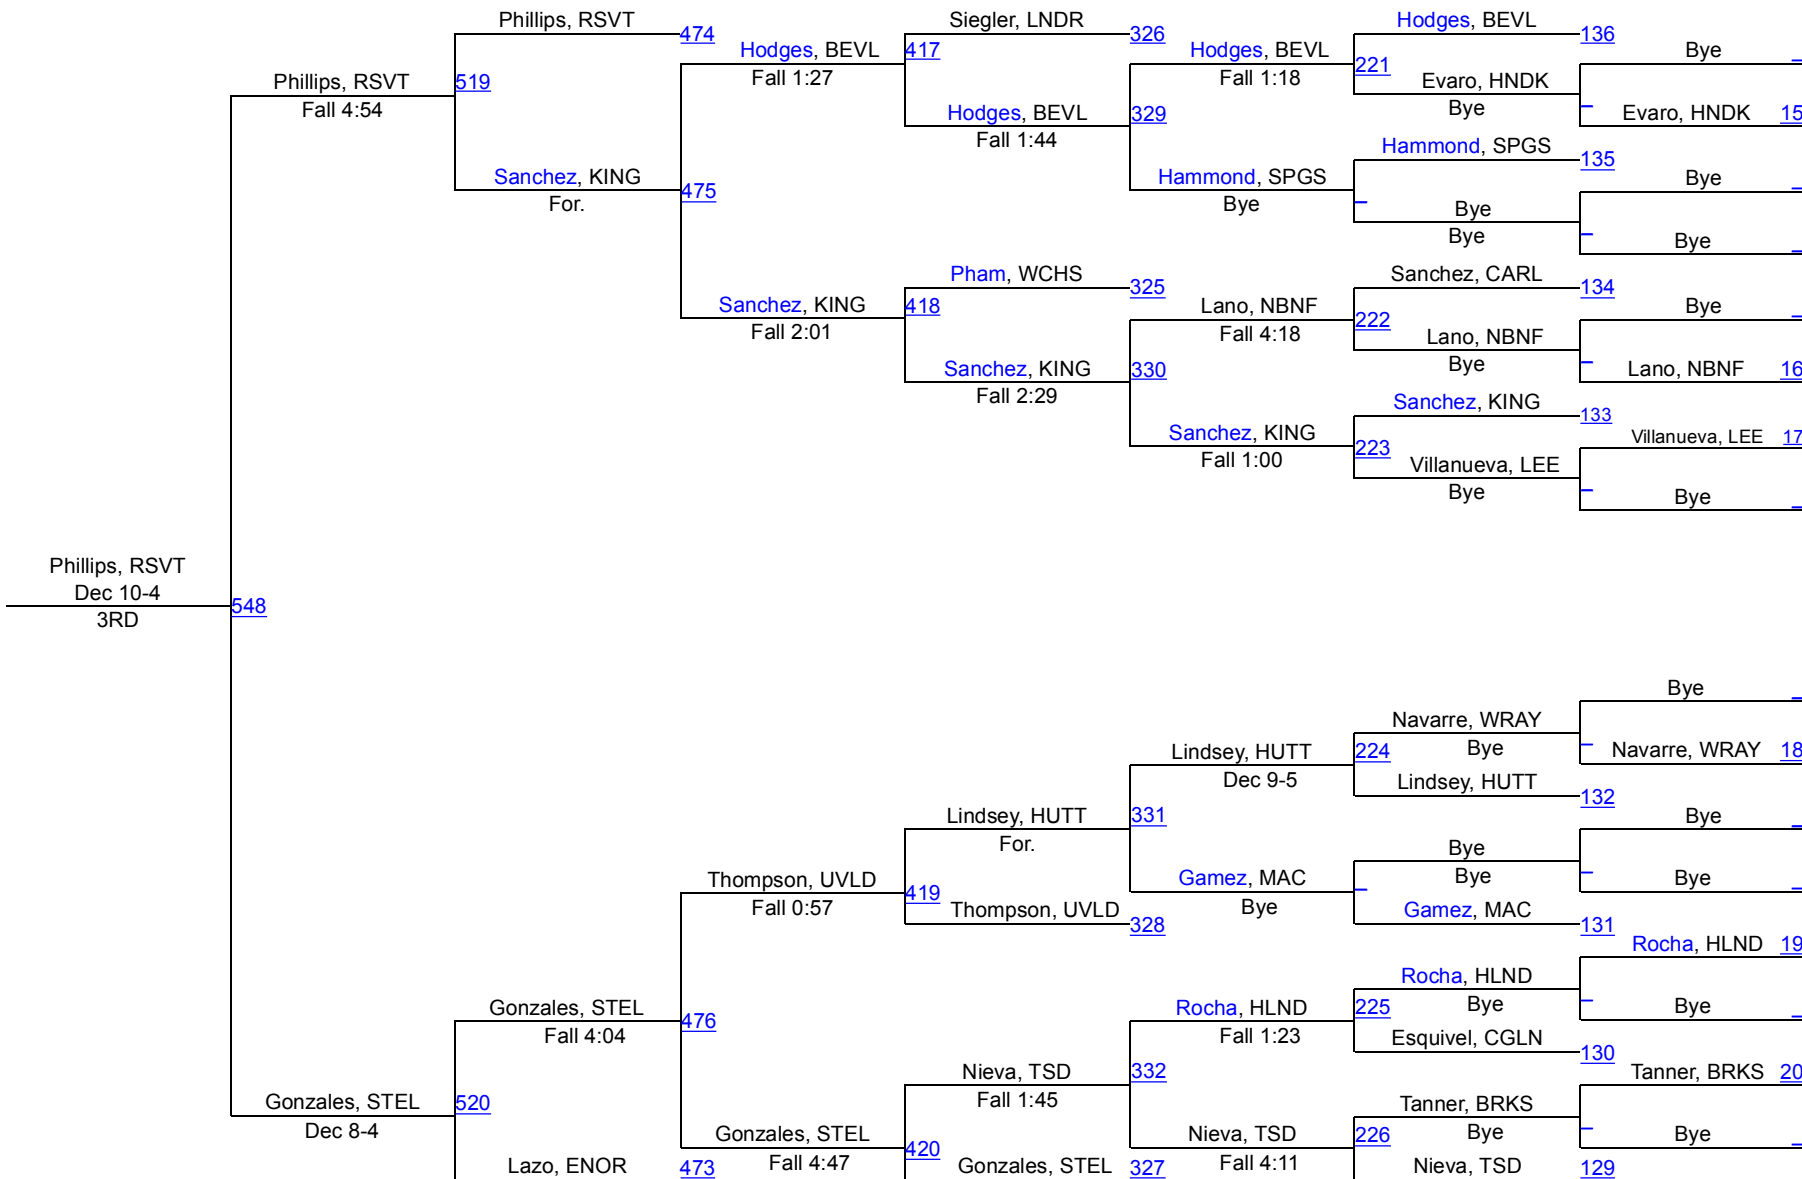 Phillips, RSVT
474
Siegler, LNDR
326
Hodges, BEVL
136
Hodges, BEVL
417
Hodges, BEVL
Bye
Fall 1:27
Fall 1:18
221
Phillips, RSVT
519
Evaro, HNDK
Fall 4:54
Bye
Hodges, BEVL
329
Evaro, HNDK 15
Fall 1:44
Hammond, SPGS
135
Sanchez, KING
475
Hammond, SPGS
Bye
For.
Bye
Bye
Bye
Bye
Pham, WCHS
325
Sanchez, CARL
134
Sanchez, KING
418
Lano, NBNF
Bye
Fall 2:01
Fall 4:18
222
Lano, NBNF
Bye
Sanchez, KING
330
Lano, NBNF 16
Fall 2:29
Sanchez, KING
133
Sanchez, KING
Villanueva, LEE 17
Fall 1:00
223
Villanueva, LEE
Bye
Bye
Phillips, RSVT
Dec 10-4
548
3RD
Bye
Navarre, WRAY
Lindsey, HUTT
224
Bye
Navarre, WRAY 18
Dec 9-5
Lindsey, HUTT
132
Lindsey, HUTT
331
Bye
For.
Bye
Thompson, UVLD
Gamez, MAC
Bye
Bye
Fall 0:57
419
Bye
Thompson, UVLD
328
Gamez, MAC
131
Rocha, HLND 19
Rocha, HLND
Gonzales, STEL
476
Rocha, HLND
225
Bye
Bye
Fall 4:04
Fall 1:23
Esquivel, CGLN
130
Nieva, TSD
332
Tanner, BRKS 20
Fall 1:45
Gonzales, STEL
520
Tanner, BRKS
Dec 8-4
Gonzales, STEL
420
Nieva, TSD
226
Bye
Bye
Lazo, ENOR
473
Fall 4:47
Gonzales, STEL
327
Fall 4:11
Nieva, TSD
129